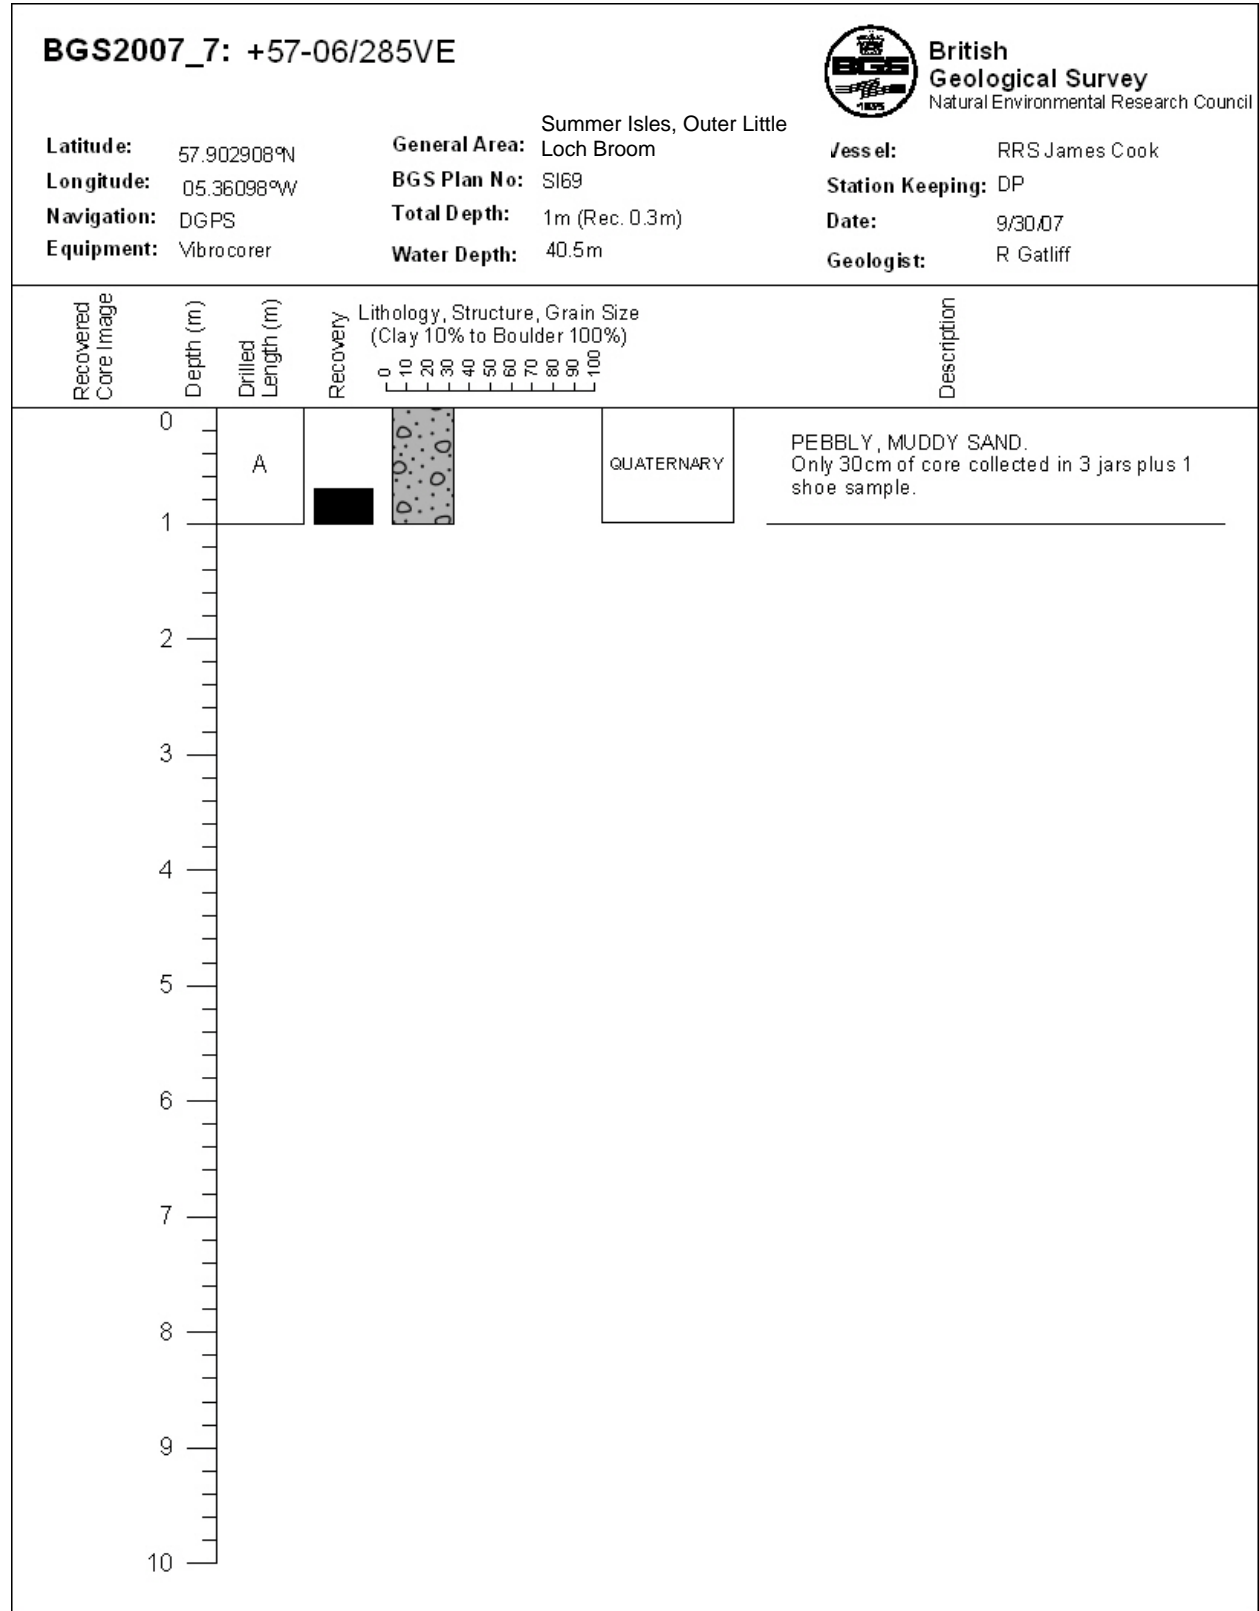 BGS2007_7: +57-06/285VE
BGS
1835
British
Geological Survey
Natural Environmental Research Council
Latitude: 57.902908ºN
Longitude: 05.36098ºW
Navigation: DGPS
Equipment: Vibrocorer
General Area: Summer Isles, Outer Little
Loch Broom
BGS Plan No: SI69
Total Depth: 1m (Rec. 0.3m)
Water Depth: 40.5m
Vessel: RRS James Cook
Station Keeping: DP
Date: 9/30/07
Geologist: R Gatliff
Recovered
Core Image
Depth (m)
Drilled
Length (m)
Recovery
Lithology, Structure, Grain Size
(Clay 10% to Boulder 100%)
0 10 20 30 40 50 60 70 80 90 100
Description
0
A
QUATERNARY
PEBBLY, MUDDY SAND.
Only 30cm of core collected in 3 jars plus 1
shoe sample.
1
2
3
4
5
6
7
8
9
10